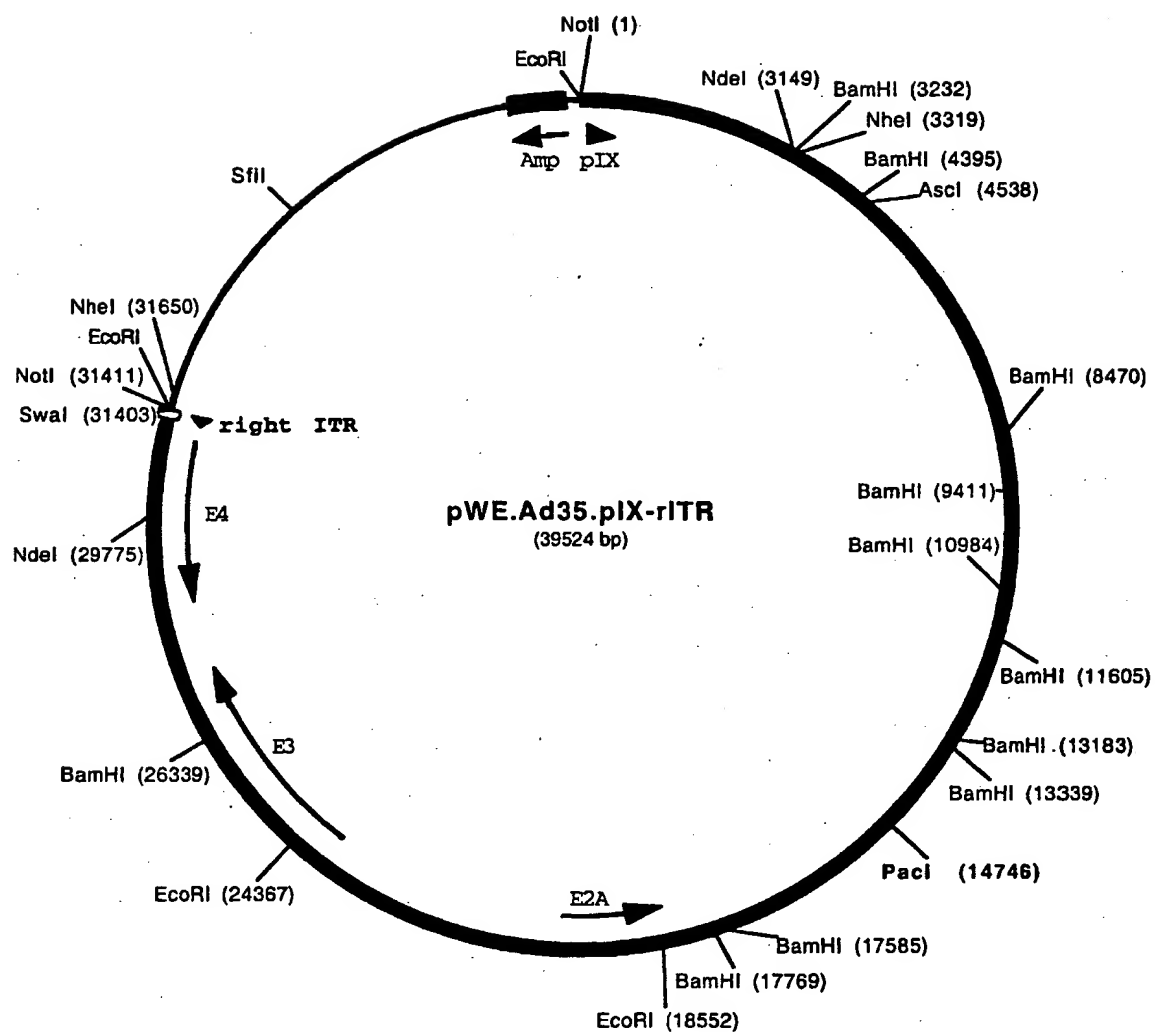 NotI (1)
EcoRI
NdeI (3149)
BamHI (3232)
NheI (3319)
BamHI (4395)
AscI (4538)
Amp pIX
SfiI
NheI (31650)
EcoRI
NotI (31411)
SwaI (31403)
right ITR
BamHI (8470)
BamHI (9411)
pWE.Ad35.pIX-rITR
(39524 bp)
E4
BamHI (10984)
NdeI (29775)
BamHI (11605)
E3
BamHI (13183)
BamHI (26339)
BamHI (13339)
PacI (14746)
EcoRI (24367)
E2A
BamHI (17585)
BamHI (17769)
EcoRI (18552)